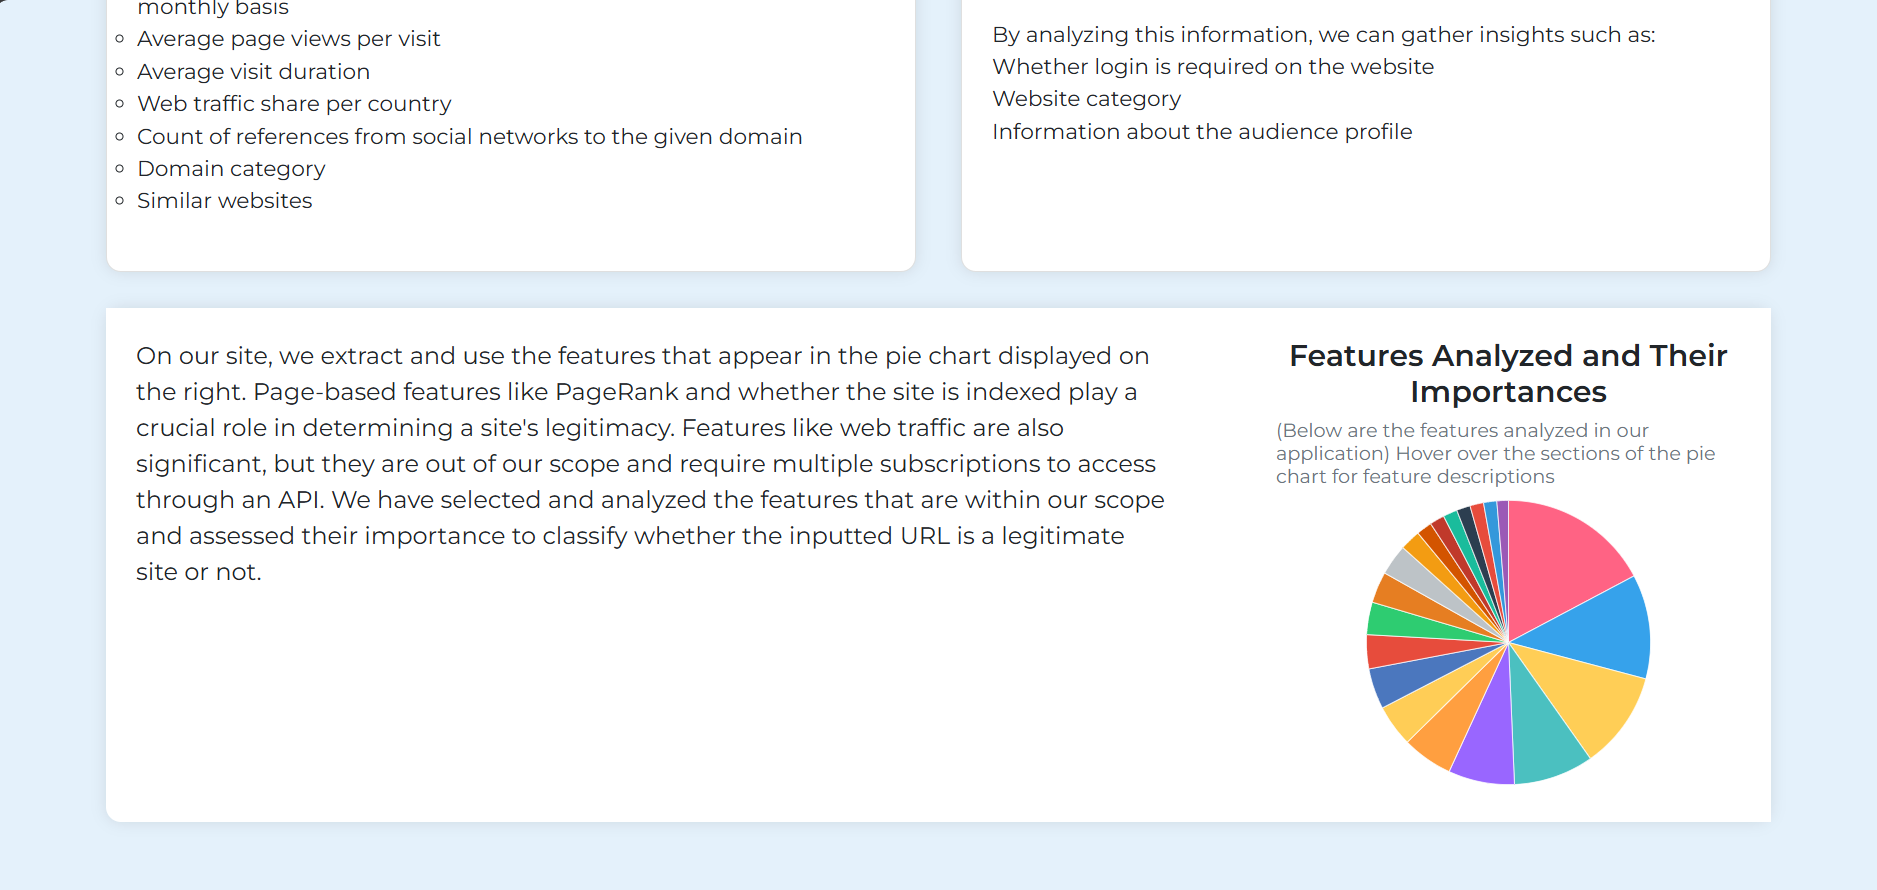 monthly basis
Average page views per visit
Average visit duration
Web traffic share per country
Count of references from social networks to the given domain
Domain category
Similar websites
By analyzing this information, we can gather insights such as:
Whether login is required on the website
Website category
Information about the audience profile
On our site, we extract and use the features that appear in the pie chart displayed on
the right. Page-based features like PageRank and whether the site is indexed play a
crucial role in determining a site's legitimacy. Features like web traffic are also
significant, but they are out of our scope and require multiple subscriptions to access
through an API. We have selected and analyzed the features that are within our scope
and assessed their importance to classify whether the inputted URL is a legitimate
site or not.
Features Analyzed and Their
Importances
(Below are the features analyzed in our
application) Hover over the sections of the pie
chart for feature descriptions